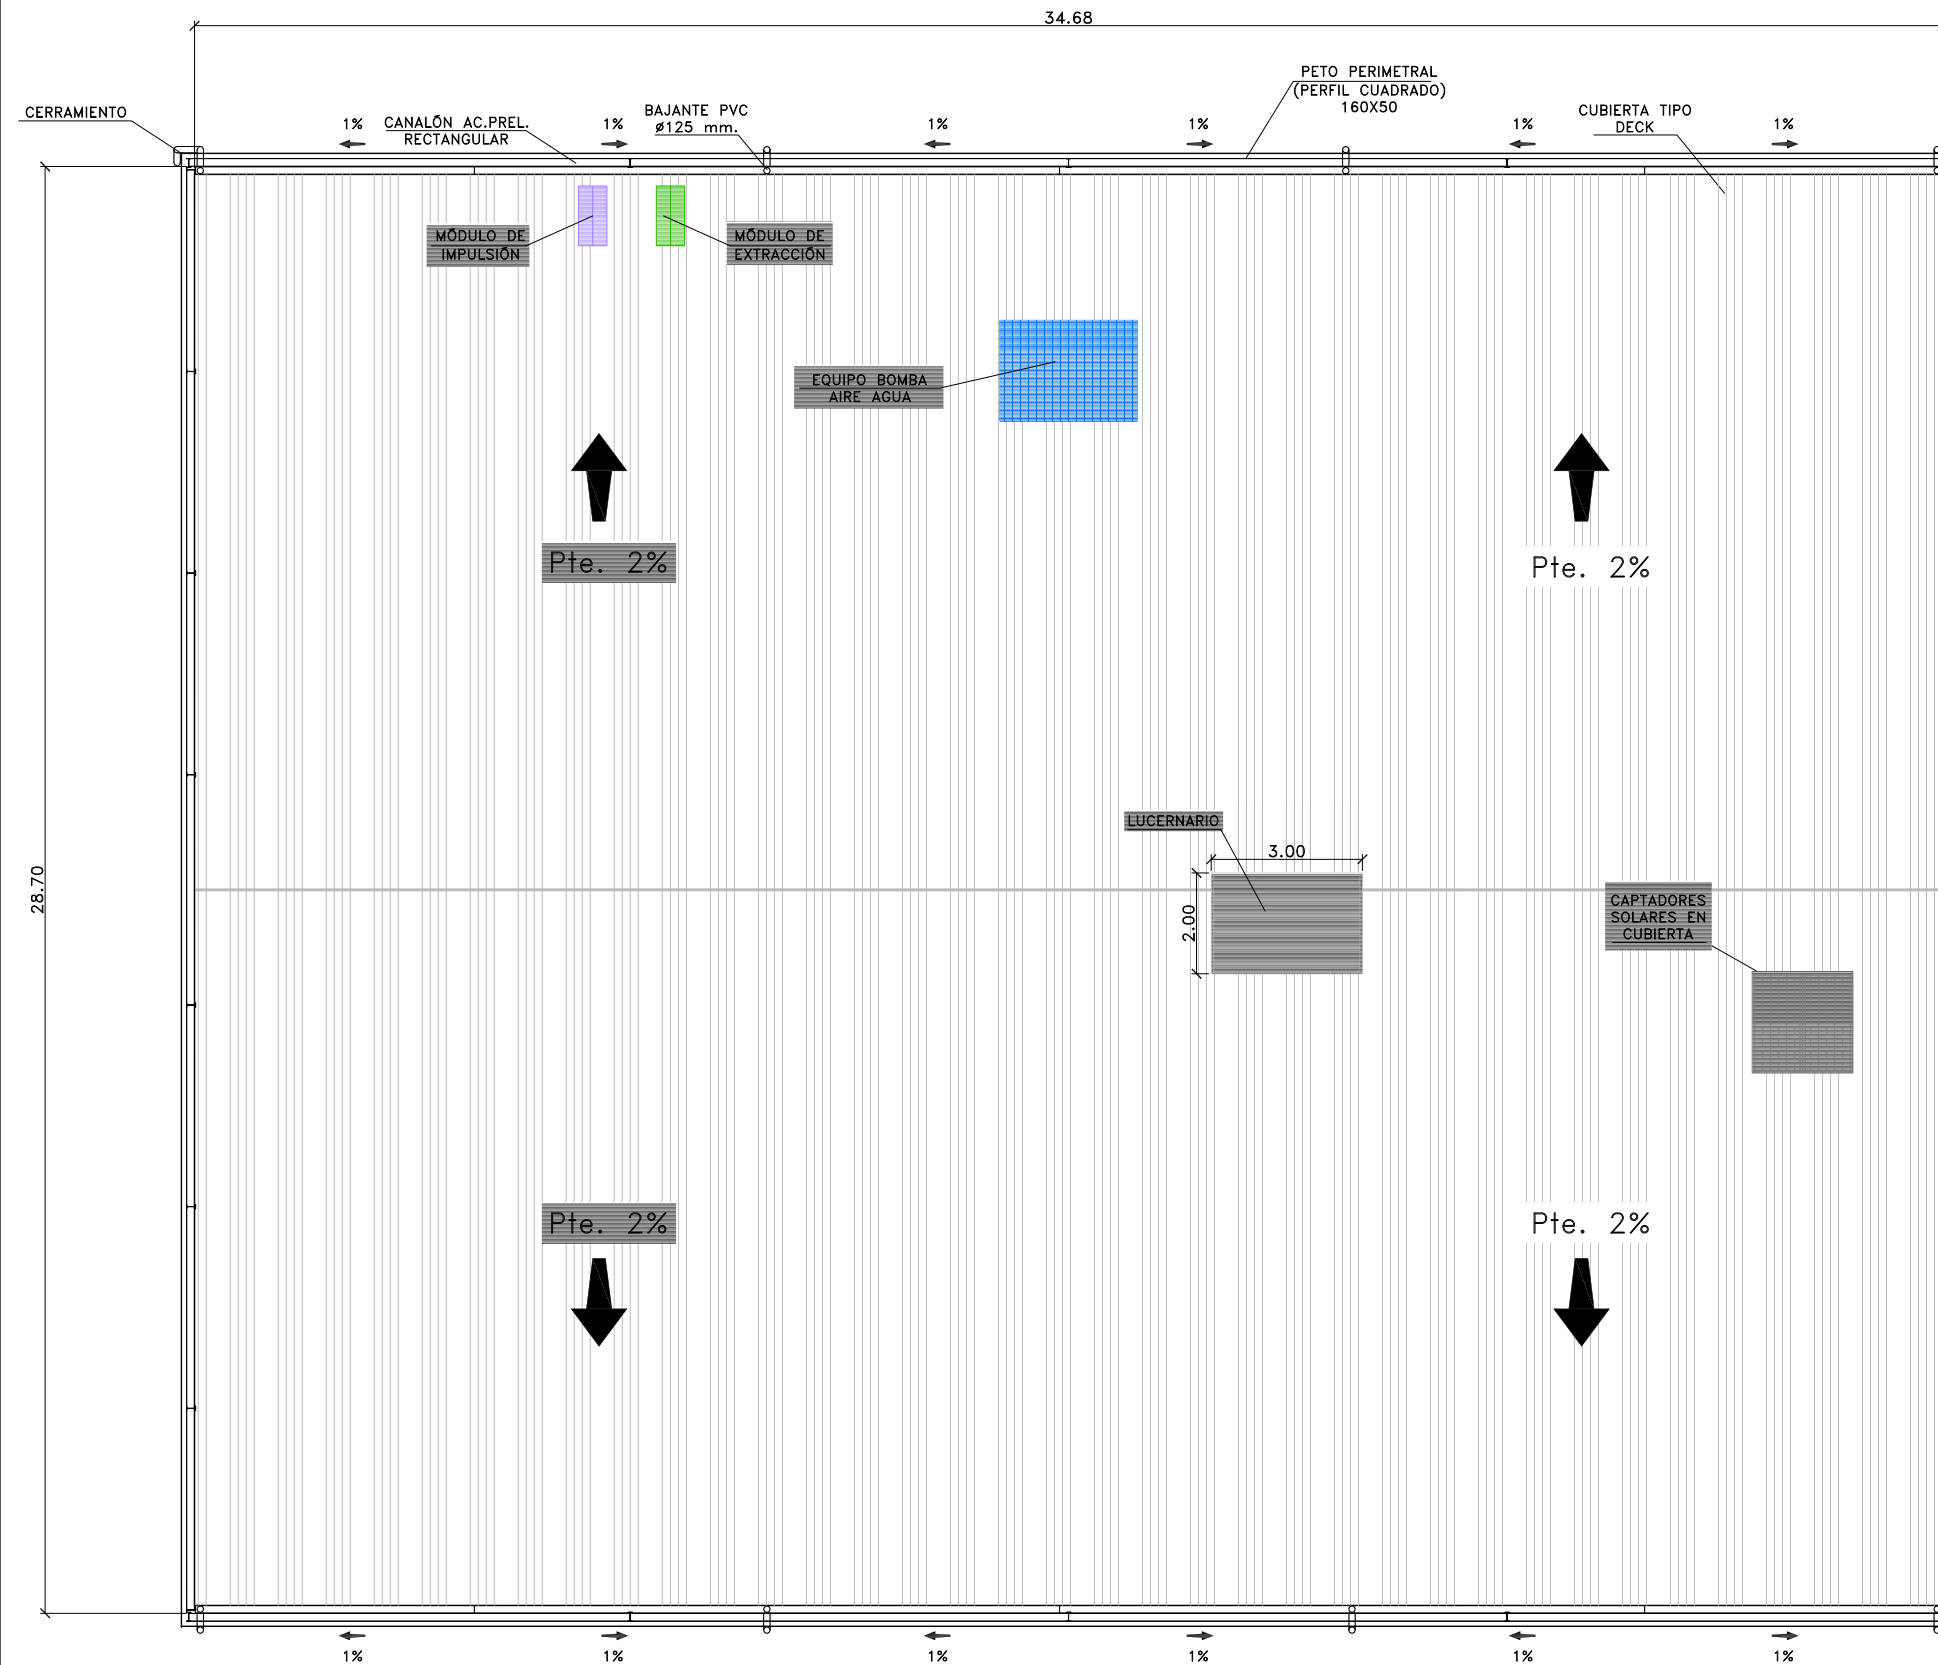 34.68
PETO PERIMETRAL
(PERFIL CUADRADO)
160X50
CERRAMIENTO
1%
CANALÓN AC.PREL.
RECTANGULAR
1%
BAJANTE PVC
ø125 mm.
1%
1%
CUBIERTA TIPO
DECK
1%
1%
MÓDULO DE
IMPULSIÓN
MÓDULO DE
EXTRACCIÓN
EQUIPO BOMBA
AIRE AGUA
Pte. 2%
Pte. 2%
LUCERNARIO
3.00
2.00
28.70
CAPTADORES
SOLARES EN
CUBIERTA
Pte. 2%
Pte. 2%
1%
1%
1%
1%
1%
1%